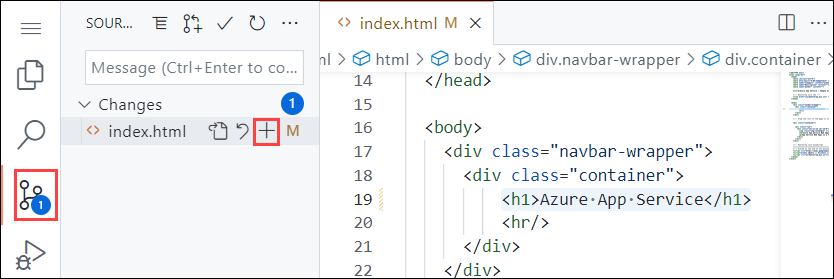 SOUR...
Message (Ctrl+Enter to co...
Changes 1
index.html M
1
index.html M
ml > html > body > div.navbar-wrapper > div.container
14 </head>
15
16 <body>
17 <div class="navbar-wrapper">
18 <div class="container">
19 <h1>Azure·App·Service</h1>
20 <hr/>
21 </div>
22 </div>